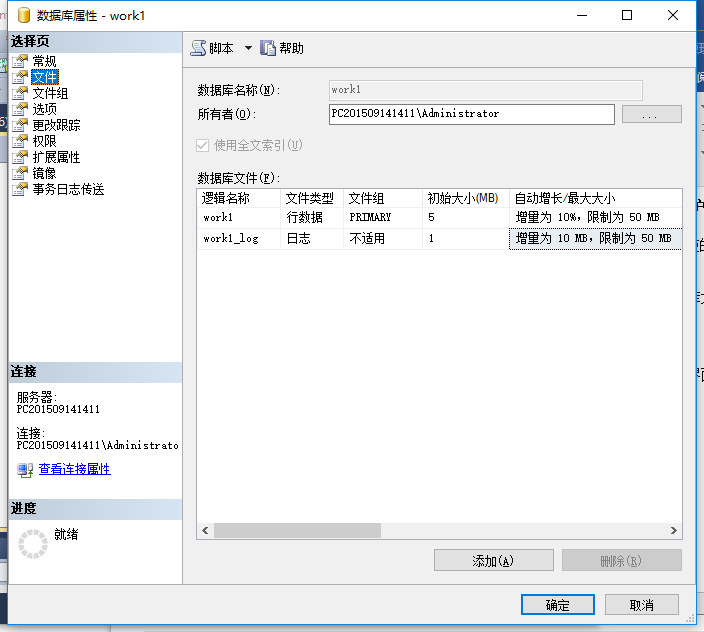 数据库属性 - work1
选择页
常规
文件
文件组
选项
更改跟踪
权限
扩展属性
镜像
事务日志传送
连接
服务器:
PC201509141411
连接:
PC201509141411\Administrato
查看连接属性
进度
就绪
脚本 帮助
数据库名称(N): work1
所有者(O): PC201509141411\Administrator ...
使用全文索引(U)
数据库文件(F):
逻辑名称 文件类型 文件组 初始大小(MB) 自动增长/最大大小
work1 行数据 PRIMARY 5 增量为 10%，限制为 50 MB
work1_log 日志 不适用 1 增量为 10 MB，限制为 50 MB
添加(A) 删除(R)
确定 取消